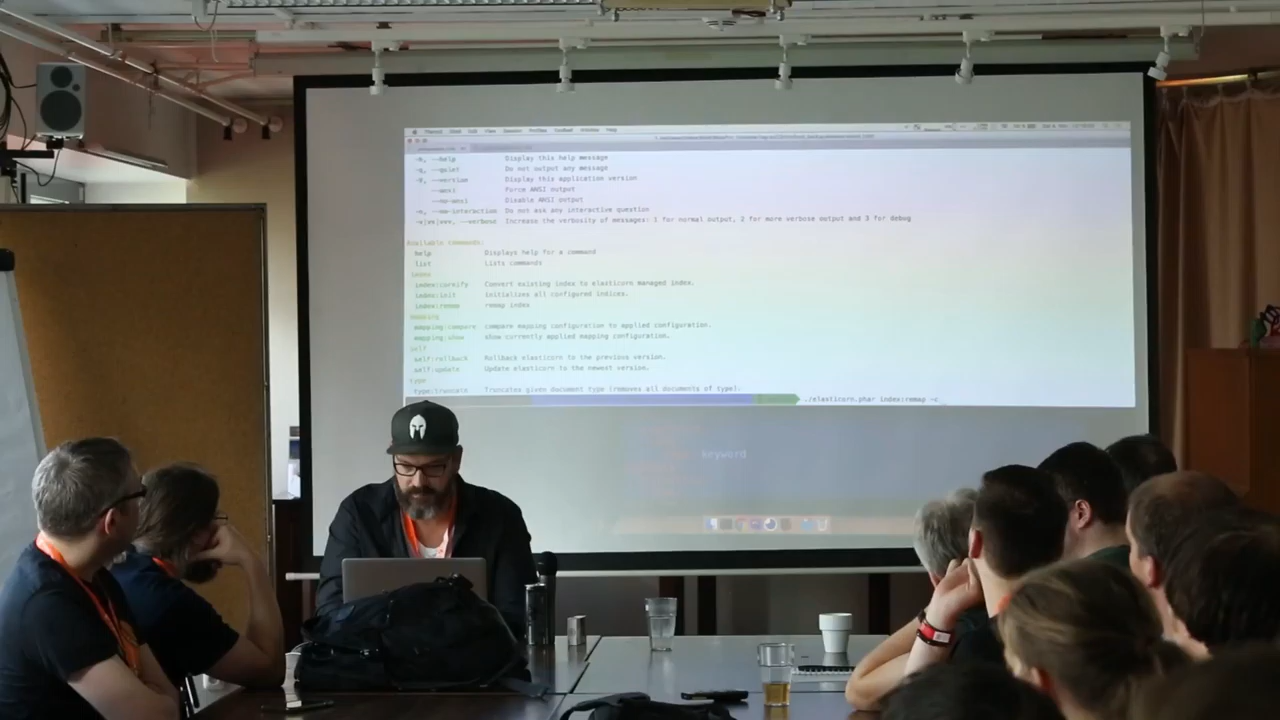 -h, --help Display this help message
-q, --quiet Do not output any message
-V, --version Display this application version
--ansi Force ANSI output
--no-ansi Disable ANSI output
-n, --no-interaction Do not ask any interactive question
-v|vv|vvv, --verbose Increase the verbosity of messages: 1 for normal output, 2 for more verbose output and 3 for debug
Available commands:
help Displays help for a command
list Lists commands
index
index:cornify Convert existing index to elasticorn managed index.
index:init initializes all configured indices.
index:remap remap index
mapping
mapping:compare compare mapping configuration to applied configuration.
mapping:show show currently applied mapping configuration.
self
self:rollback Rollback elasticorn to the previous version.
self:update Update elasticorn to the newest version.
type
type:truncate Truncates given document type (removes all documents of type).
./elasticorn.phar index:remap -c
keyword